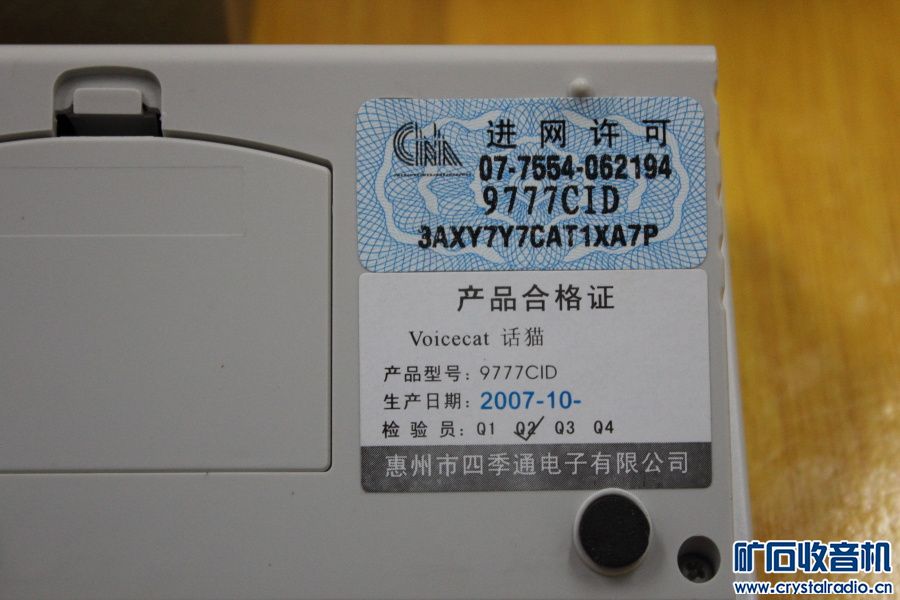 CNA 进网许可
07-7554-062194
9777CID
3AXY7Y7CAT1XA7P
产品合格证
Voicecat 话猫
产品型号: 9777CID
生产日期: 2007-10-
检验员: Q1 Q2 Q3 Q4
惠州市四季通电子有限公司
矿石收音机
www.crystalradio.cn